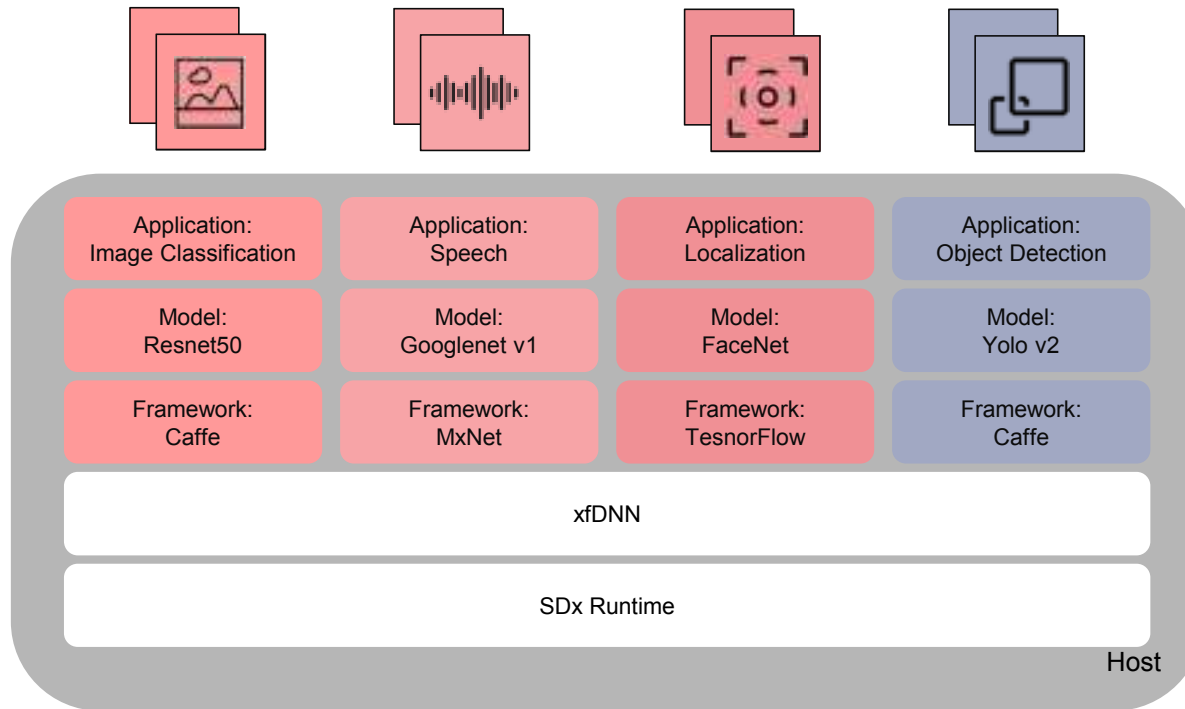 Application:
Image Classification
Application:
Speech
Application:
Localization
Application:
Object Detection
Model:
Resnet50
Model:
Googlenet v1
Model:
FaceNet
Model:
Yolo v2
Framework:
Caffe
Framework:
MxNet
Framework:
TesnorFlow
Framework:
Caffe
xfDNN
SDx Runtime
Host